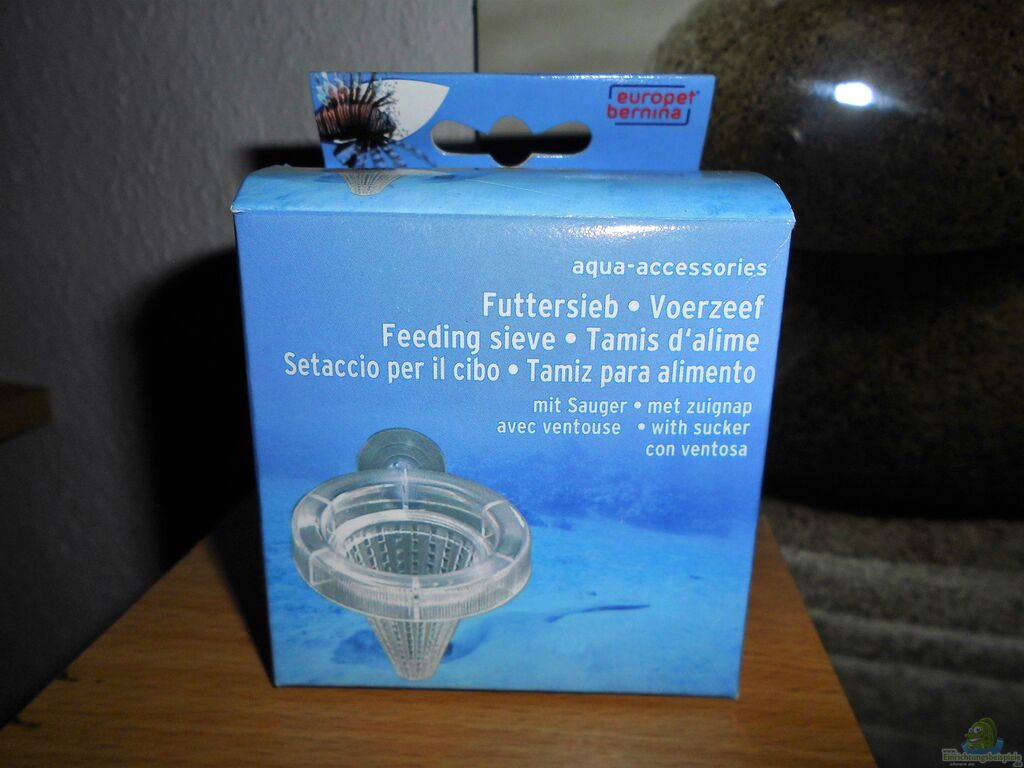 europet
bernina
aqua-accessories
Futtersieb • Voerzeef
Feeding sieve • Tamis d'alime
Setaccio per il cibo • Tamiz para alimento
mit Sauger • met zuignap
avec ventouse • with sucker
con ventosa
Einrichtungsbeispiele